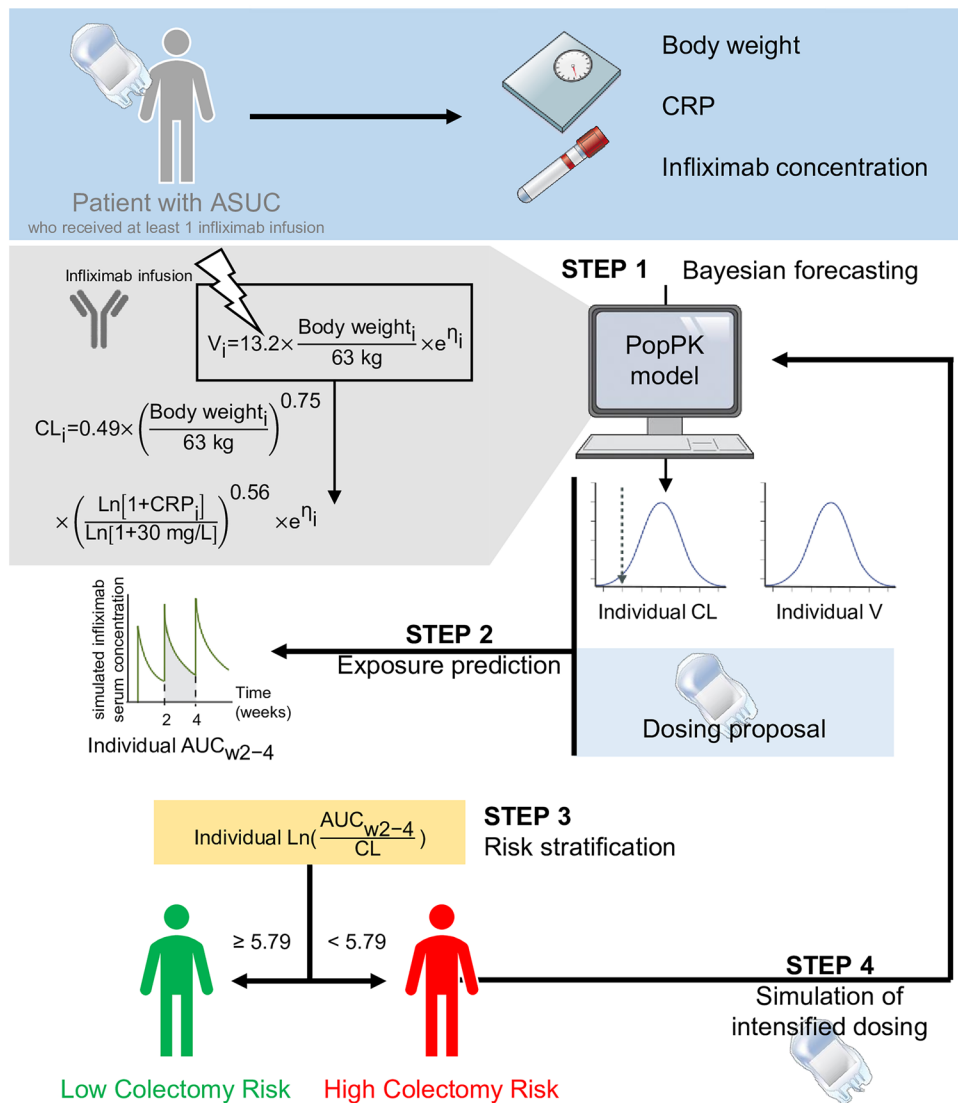 Body weight
CRP
Infliximab concentration
Patient with ASUC
who received at least 1 infliximab infusion
STEP 1 Bayesian forecasting
Infliximab infusion
PopPK
model
Vi=13.2× Body weighti / 63 kg ×e^ηi
CLi=0.49× (Body weighti / 63 kg)^0.75
× (Ln[1+CRPi] / Ln[1+30 mg/L])^0.56 ×e^ηi
Individual CL
Individual V
STEP 2
Exposure prediction
simulated infliximab
serum concentration
Time
(weeks)
2 4
Individual AUCw2−4
Dosing proposal
Individual Ln(AUCw2−4 / CL)
STEP 3
Risk stratification
≥ 5.79
< 5.79
STEP 4
Simulation of
intensified dosing
Low Colectomy Risk
High Colectomy Risk